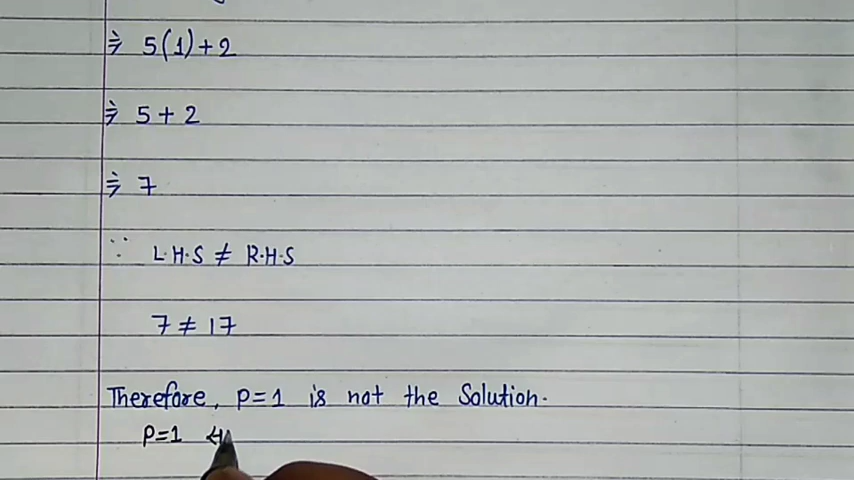 ⇒ 5(1)+2
⇒ 5+2
⇒ 7
∵ L.H.S ≠ R.H.S
7 ≠ 17
Therefore, p=1 is not the Solution.
P=1